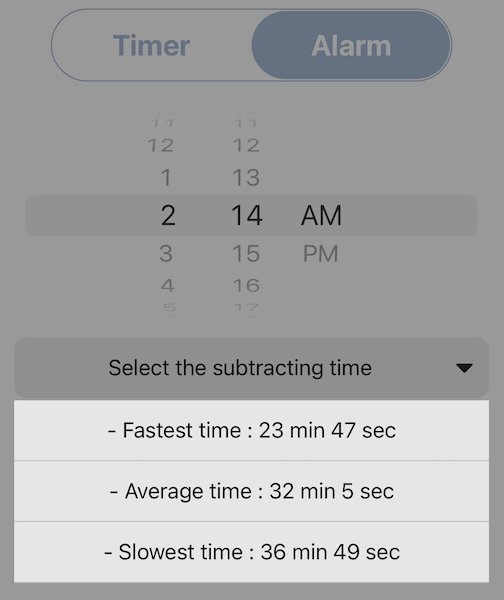 Timer Alarm
11 11
12 12
1 13
2 14 AM
3 15 PM
4 16
5 17
Select the subtracting time
- Fastest time : 23 min 47 sec
- Average time : 32 min 5 sec
- Slowest time : 36 min 49 sec